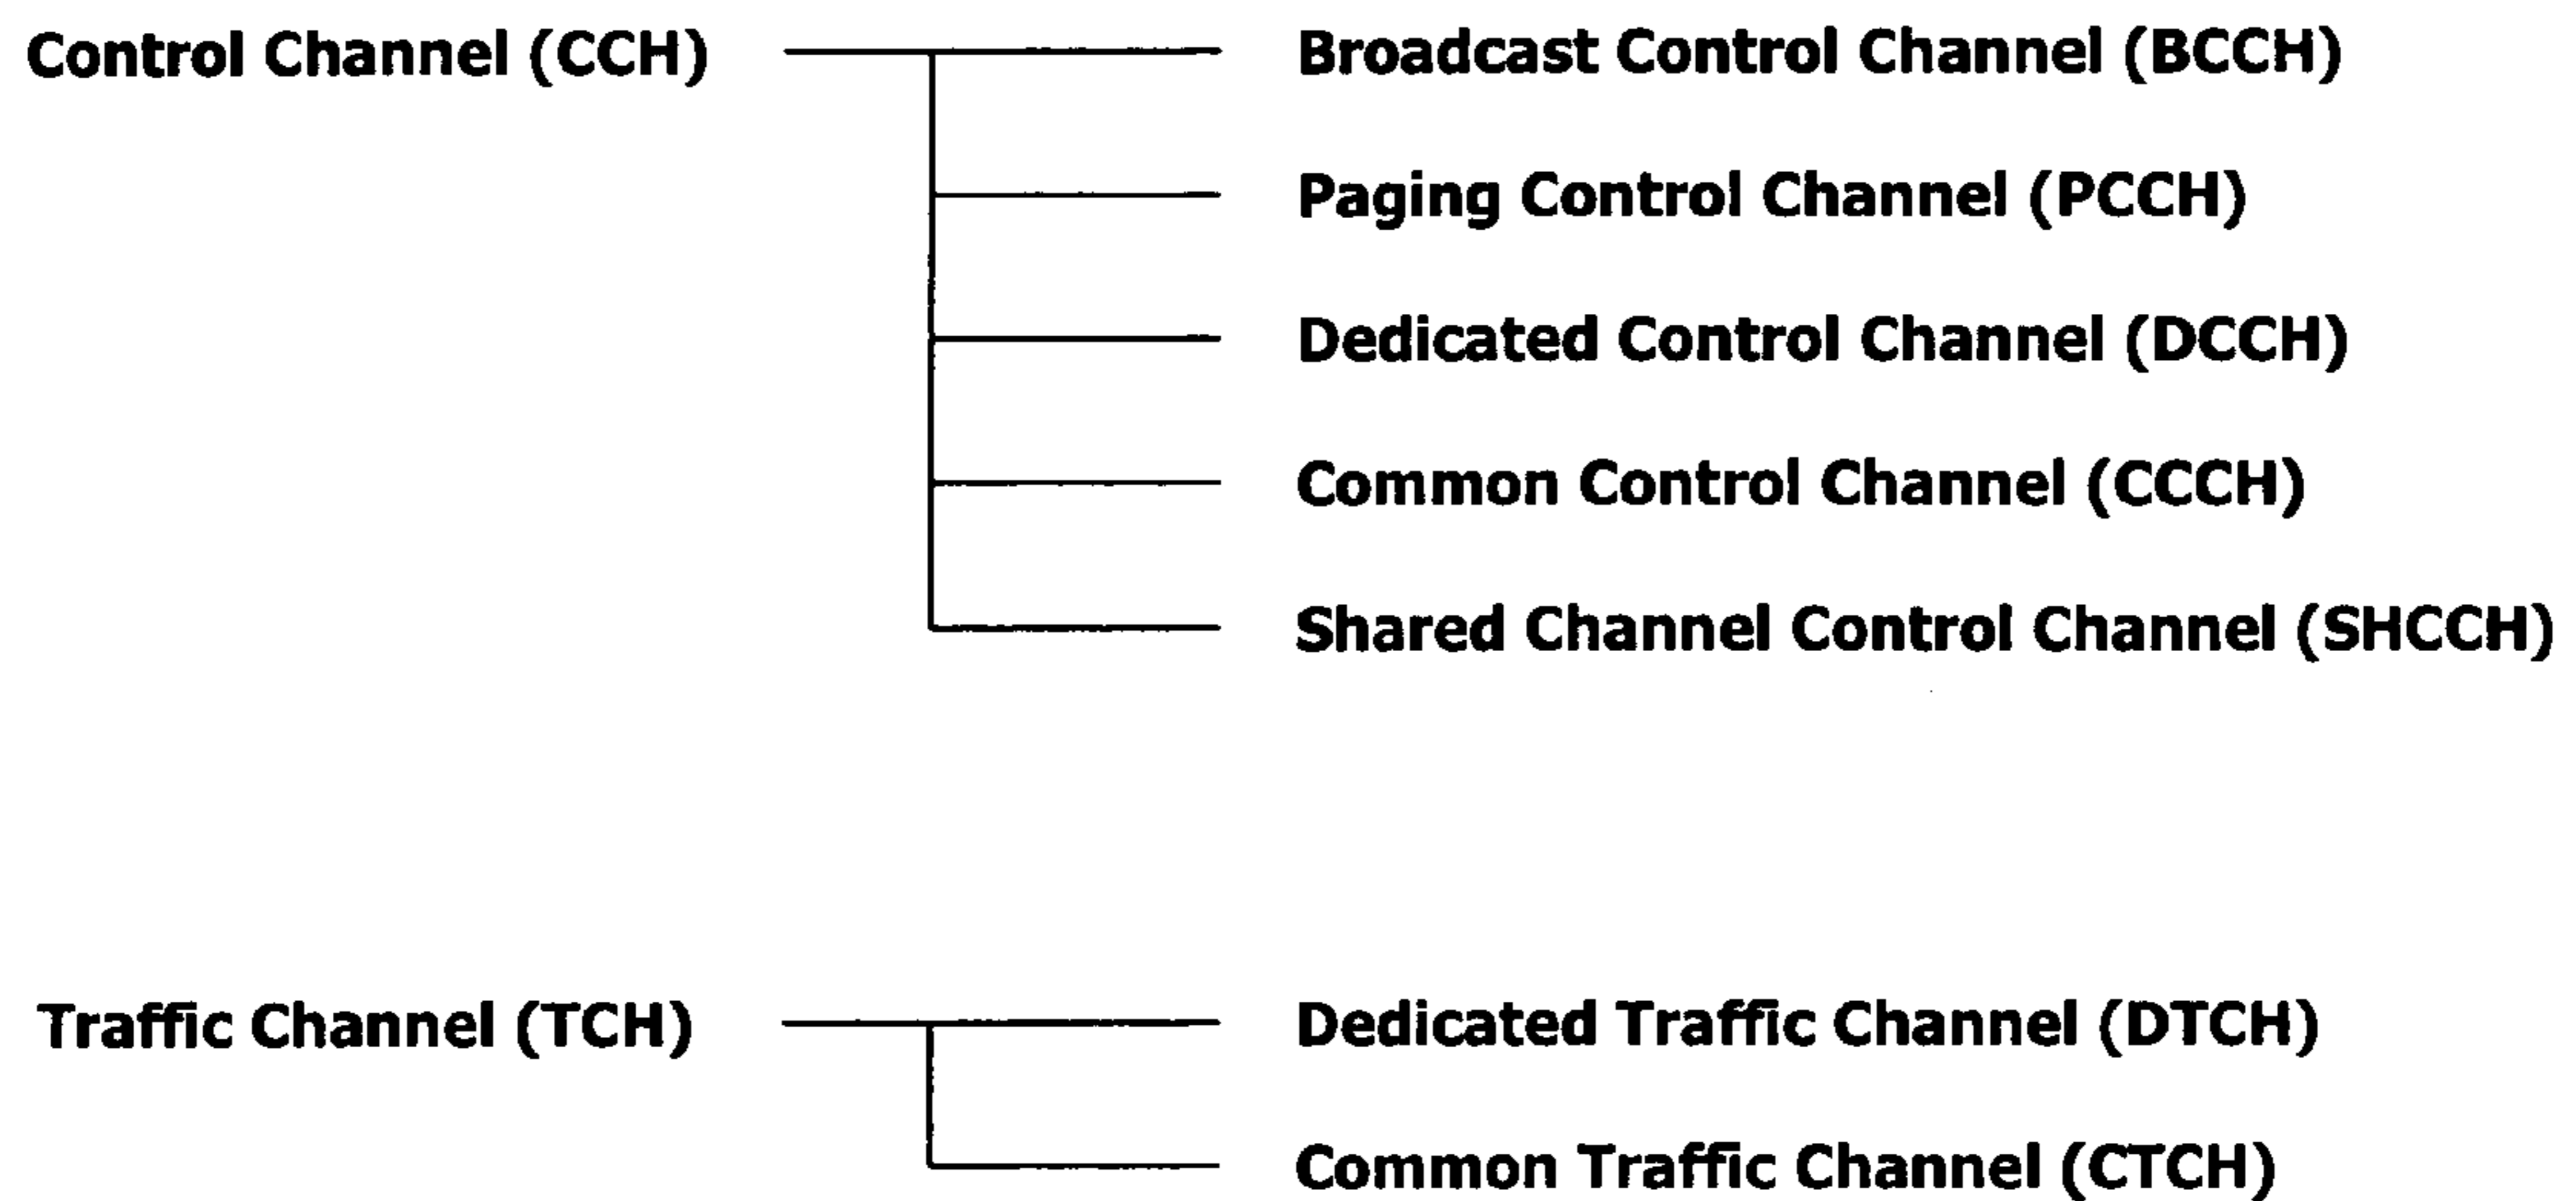 Control Channel (CCH)
Broadcast Control Channel (BCCH)
Paging Control Channel (PCCH)
Dedicated Control Channel (DCCH)
Common Control Channel (CCCH)
Shared Channel Control Channel (SHCCH)
Traffic Channel (TCH)
Dedicated Traffic Channel (DTCH)
Common Traffic Channel (CTCH)